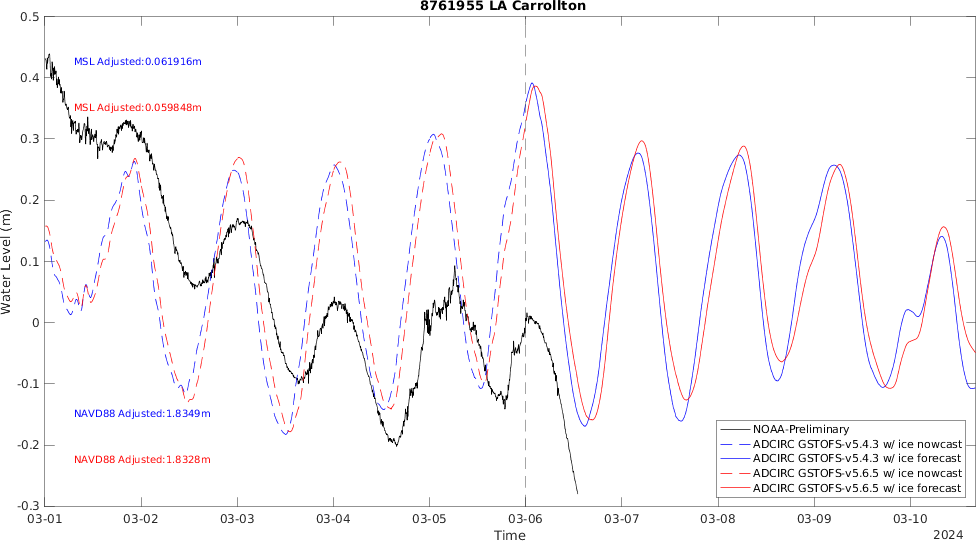 8761955 LA Carrollton
0.5
0.4
0.3
0.2
0.1
0
-0.1
-0.2
-0.3
Water Level (m)
MSL Adjusted:0.061916m
MSL Adjusted:0.059848m
NAVD88 Adjusted:1.8349m
NAVD88 Adjusted:1.8328m
NOAA-Preliminary
ADCIRC GSTOFS-v5.4.3 w/ ice nowcast
ADCIRC GSTOFS-v5.4.3 w/ ice forecast
ADCIRC GSTOFS-v5.6.5 w/ ice nowcast
ADCIRC GSTOFS-v5.6.5 w/ ice forecast
03-01 03-02 03-03 03-04 03-05 03-06 03-07 03-08 03-09 03-10
Time
2024